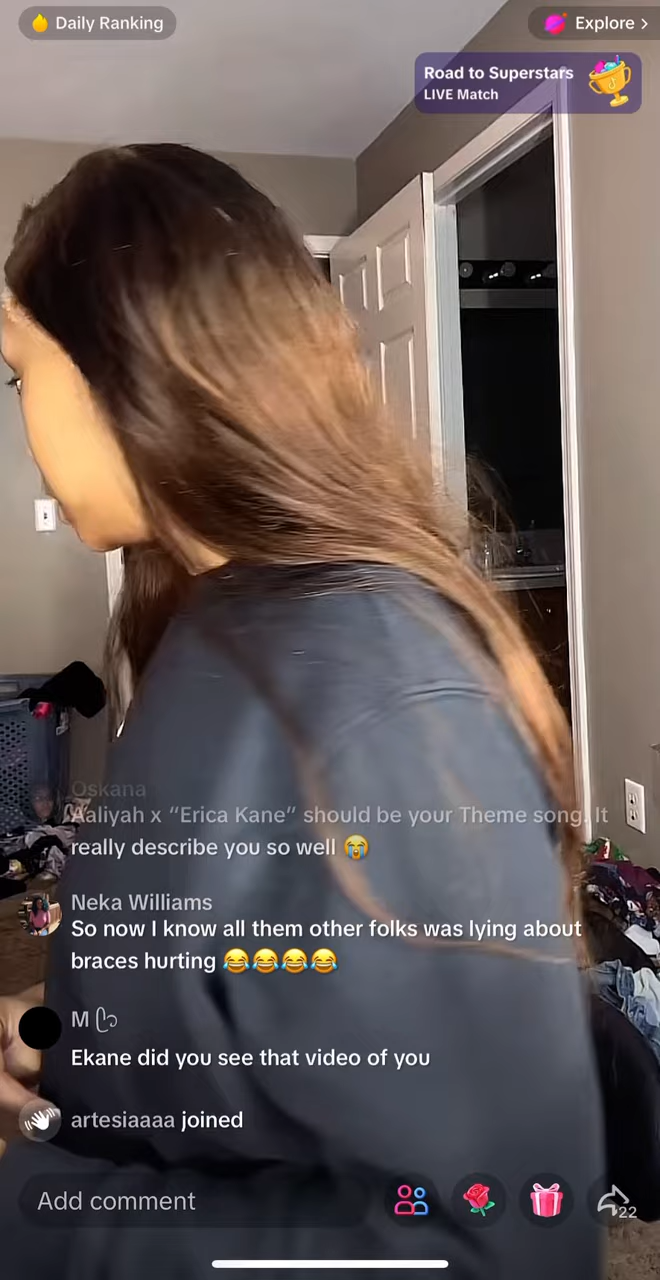 Daily Ranking
Explore >
Road to Superstars
LIVE Match
Oskana
Aaliyah x “Erica Kane” should be your Theme song. It
really describe you so well 😭
Neka Williams
So now I know all them other folks was lying about
braces hurting 😂😂😂😂
M
Ekane did you see that video of you
artesiaaaa joined
Add comment
22